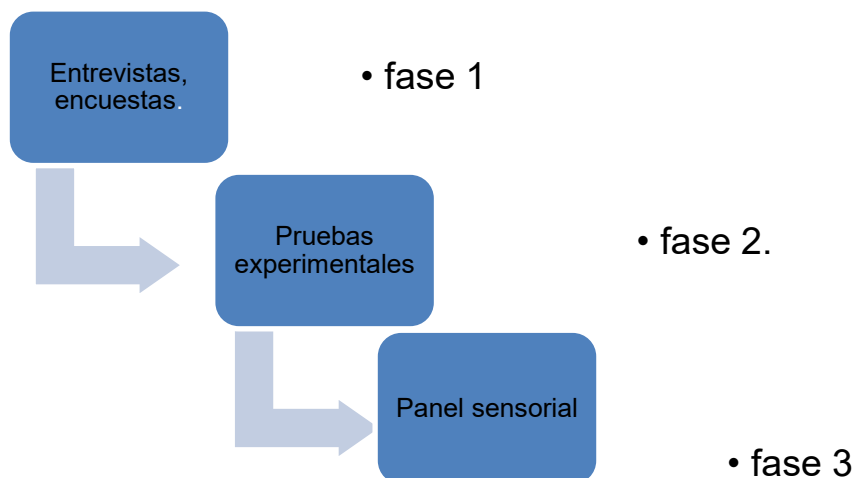 Entrevistas,
encuestas.
• fase 1
Pruebas
experimentales
• fase 2.
Panel sensorial
• fase 3